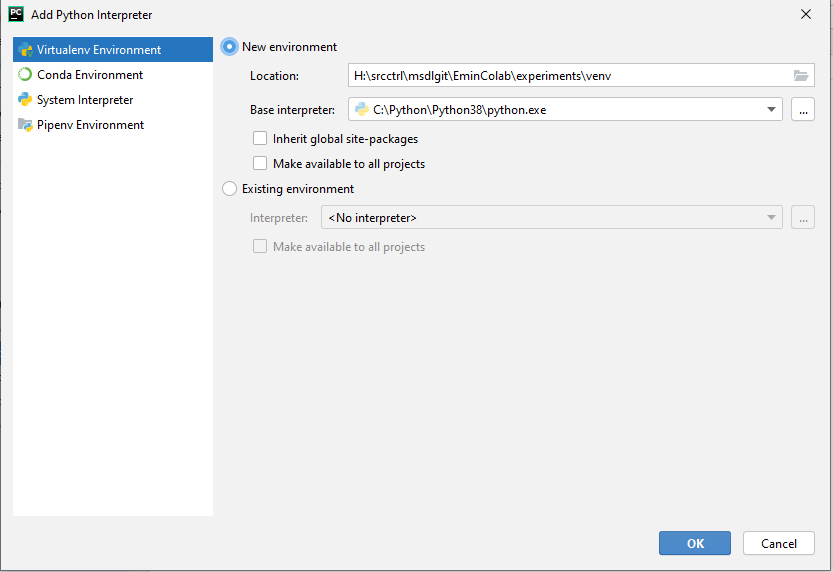 PC Add Python Interpreter
Virtualenv Environment
Conda Environment
System Interpreter
Pipenv Environment
New environment
Location: H:\srcctrl\msdlgit\EminColab\experiments\venv
Base interpreter: C:\Python\Python38\python.exe ...
Inherit global site-packages
Make available to all projects
Existing environment
Interpreter: <No interpreter> ...
Make available to all projects
OK Cancel